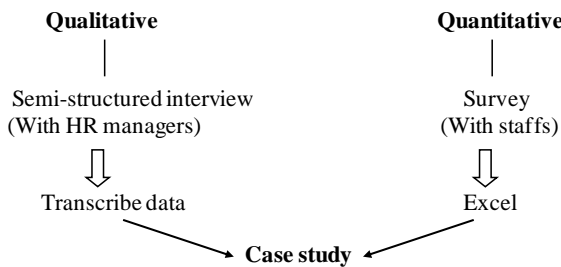 Qualitative
Quantitative
Semi-structured interview
(With HR managers)
Survey
(With staffs)
Transcribe data
Excel
Case study